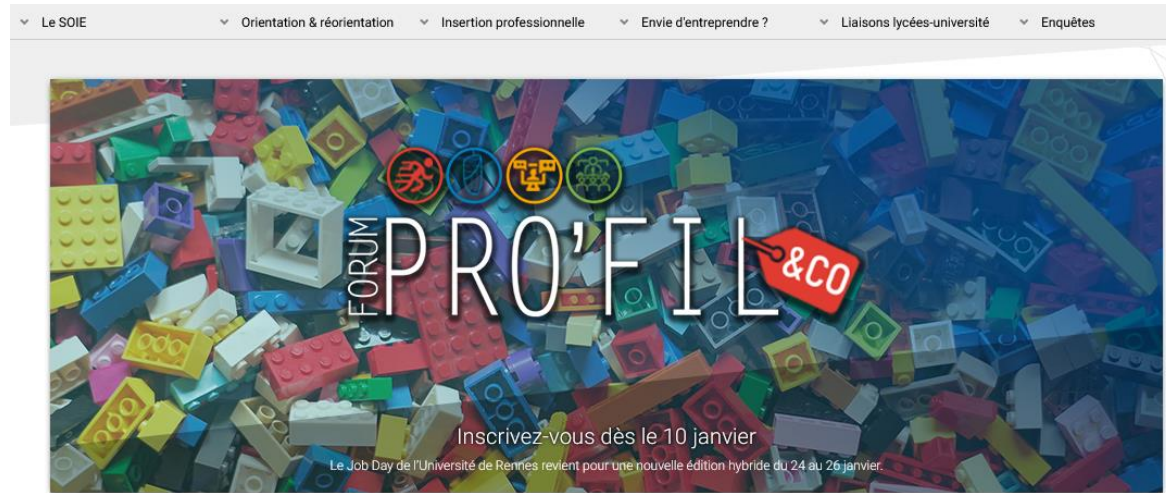 Le SOIE
Orientation & réorientation
Insertion professionnelle
Envie d'entreprendre ?
Liaisons lycées-université
Enquêtes
FORUM
PRO'FIL
&CO
Inscrivez-vous dès le 10 janvier
Le Job Day de l'Université de Rennes revient pour une nouvelle édition hybride du 24 au 26 janvier.